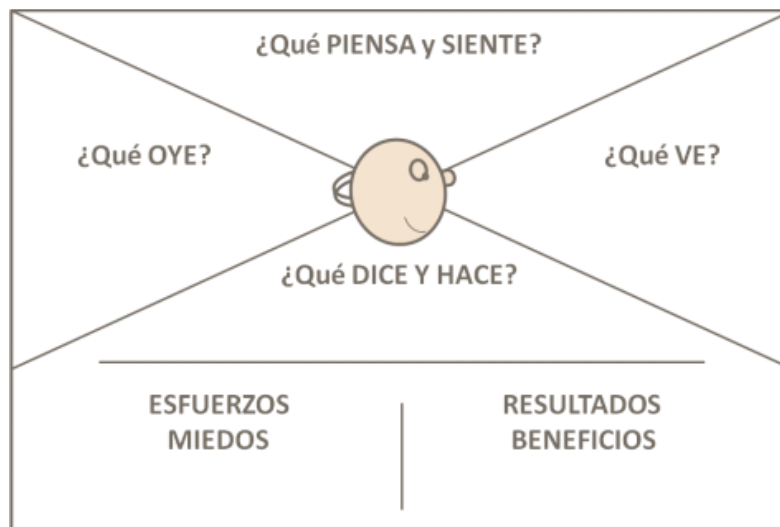 ¿Qué PIENSA y SIENTE?
¿Qué OYE?
¿Qué VE?
¿Qué DICE Y HACE?
ESFUERZOS
MIEDOS
RESULTADOS
BENEFICIOS